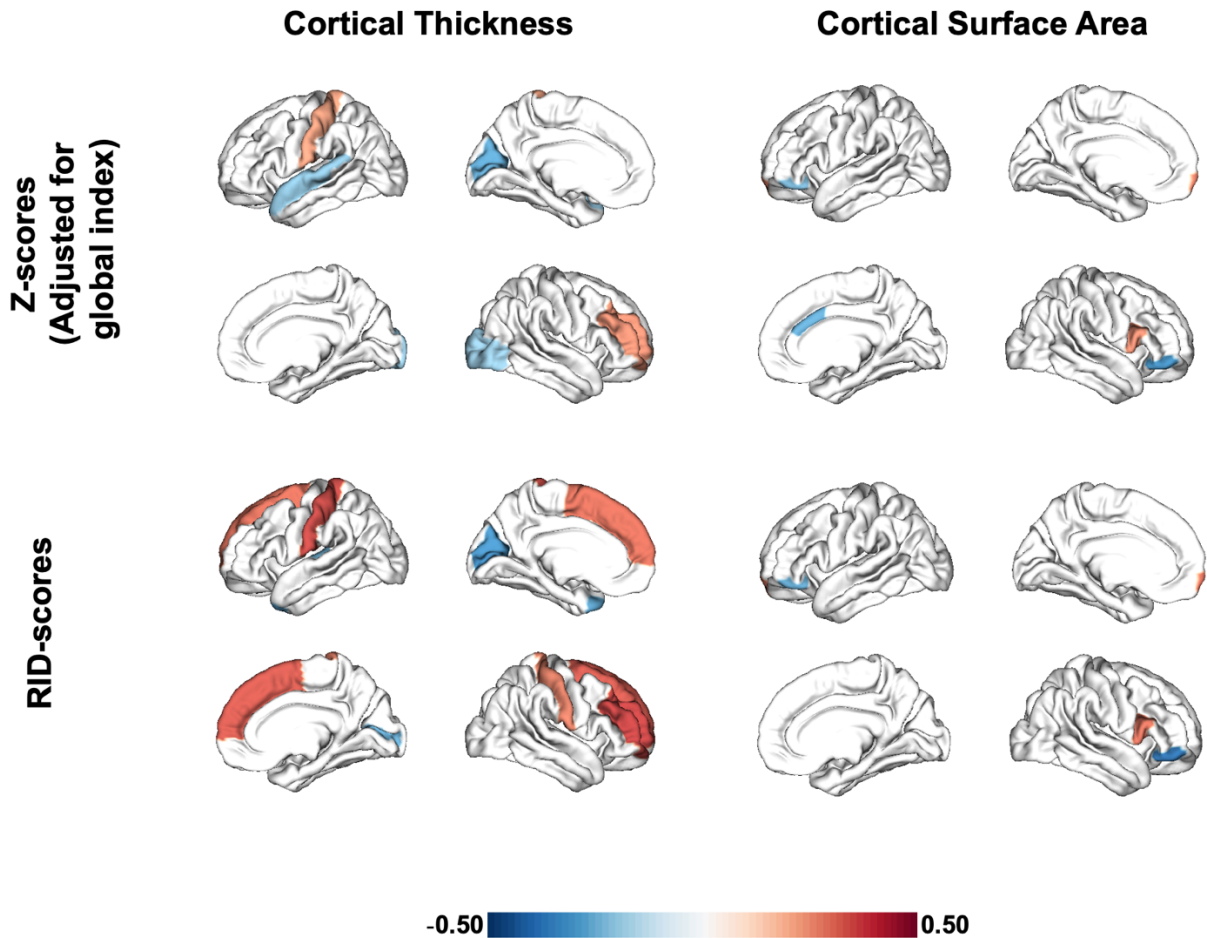 Cortical Thickness
Cortical Surface Area
Z-scores
(Adjusted for
global index)
RID-scores
-0.50
0.50